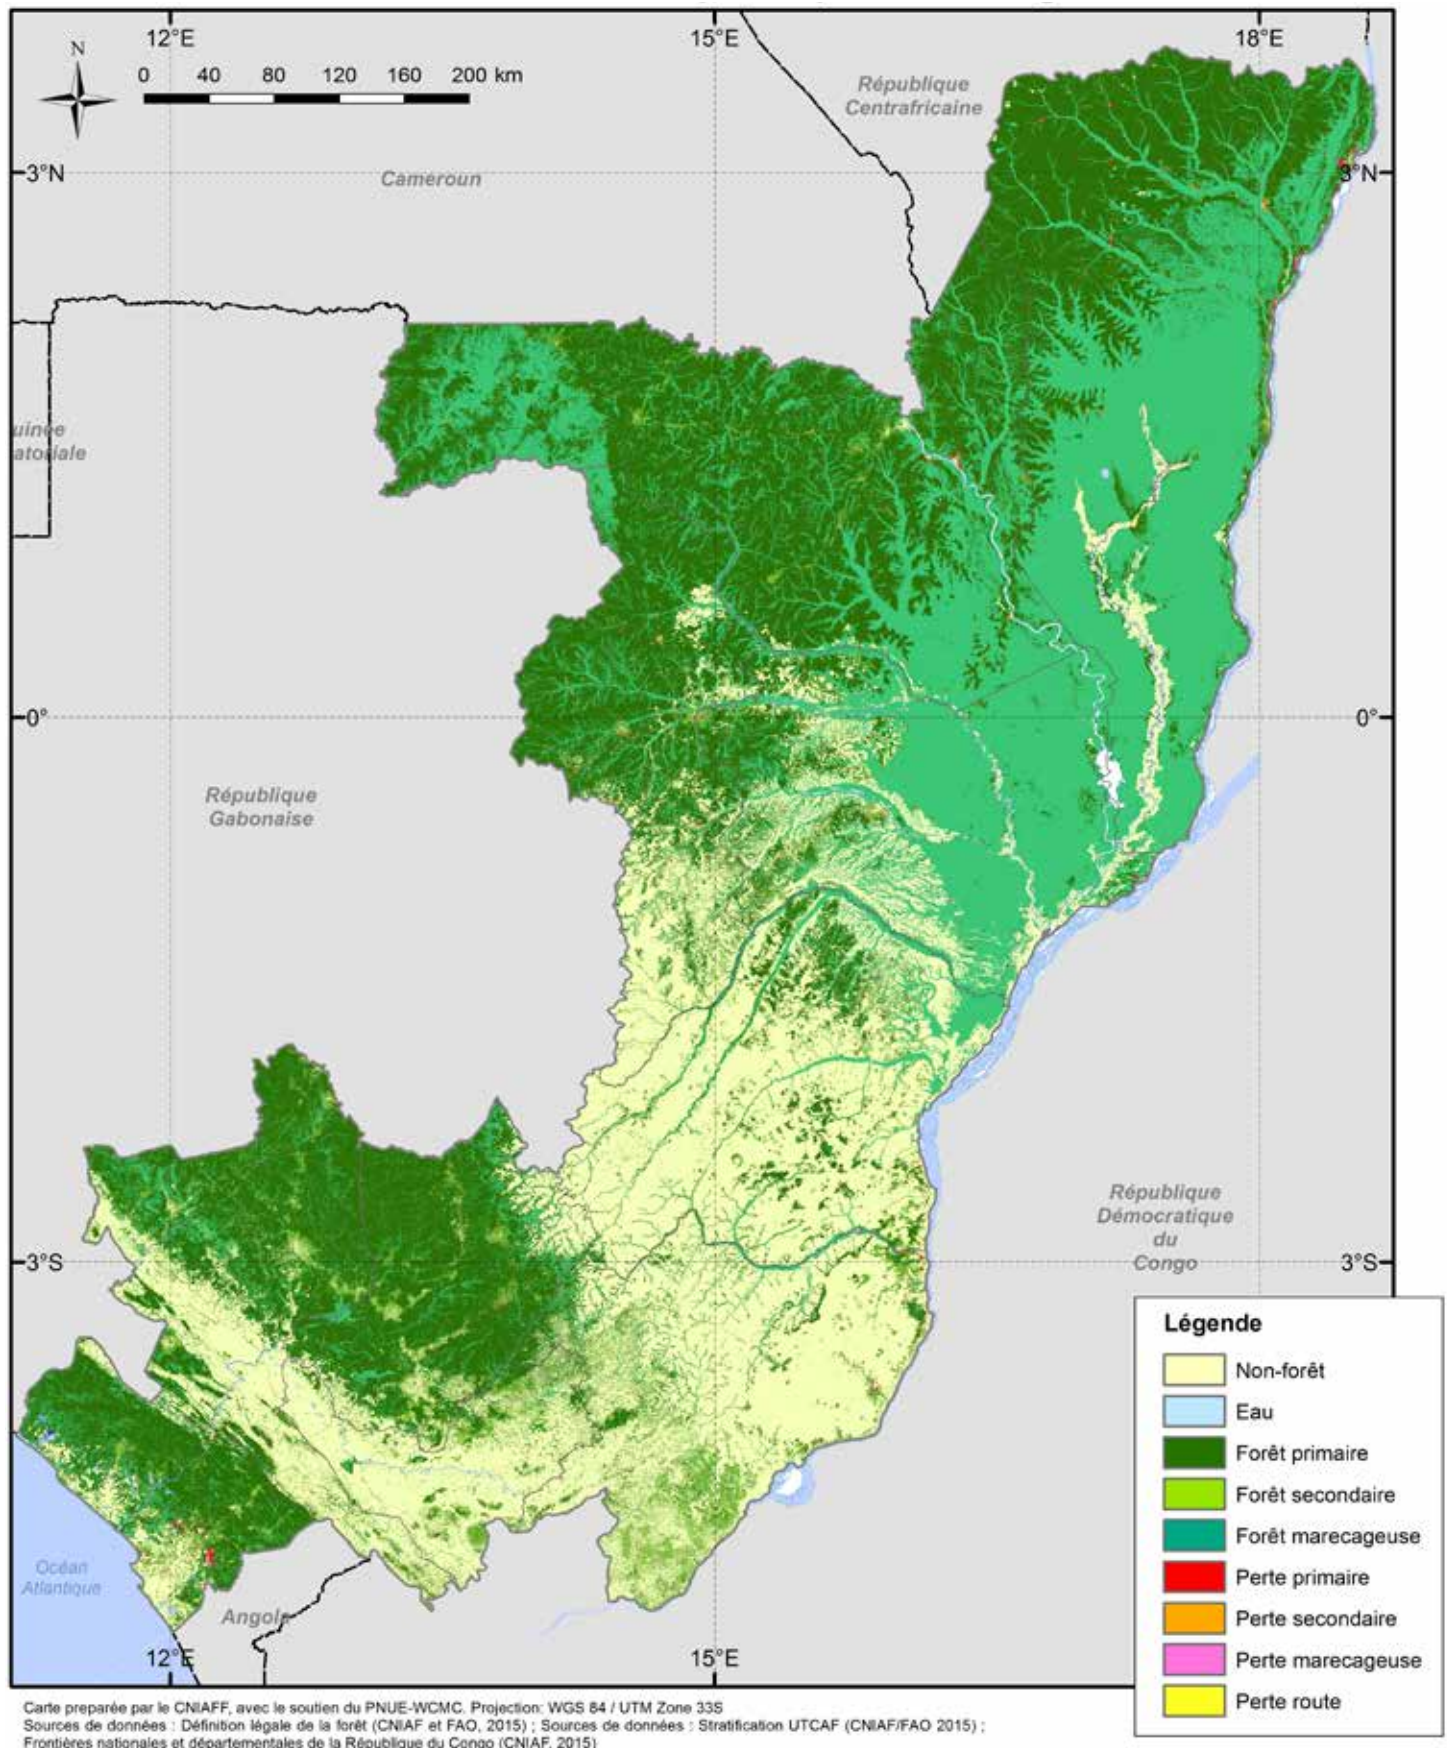 12°E
15°E
18°E
N
0 40 80 120 160 200 km
République
Centrafricaine
3°N
3°N
Cameroun
uinée
atoriale
0°
0°
République
Gabonaise
République
Démocratique
du
Congo
3°S
3°S
Légende
Non-forêt
Eau
Forêt primaire
Forêt secondaire
Forêt marecageuse
Perte primaire
Perte secondaire
Perte marecageuse
Perte route
Océan
Atlantique
Angola
12°E
15°E
Carte preparée par le CNIAFF, avec le soutien du PNUE-WCMC. Projection: WGS 84 / UTM Zone 33S
Sources de données : Définition légale de la forêt (CNIAF et FAO, 2015) ; Sources de données : Stratification UTCAF (CNIAF/FAO 2015) ;
Frontières nationales et départementales de la République du Congo (CNIAF, 2015)